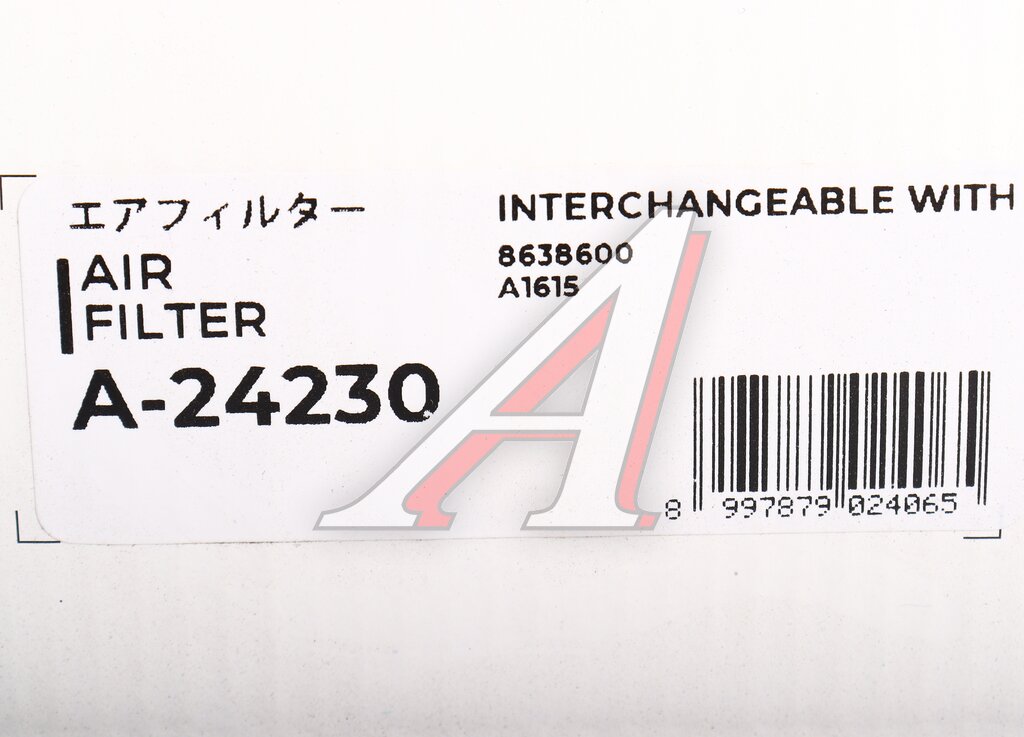 エアフィルター
AIR
FILTER
A-24230
INTERCHANGEABLE WITH
8638600
A1615
8 997879 024065